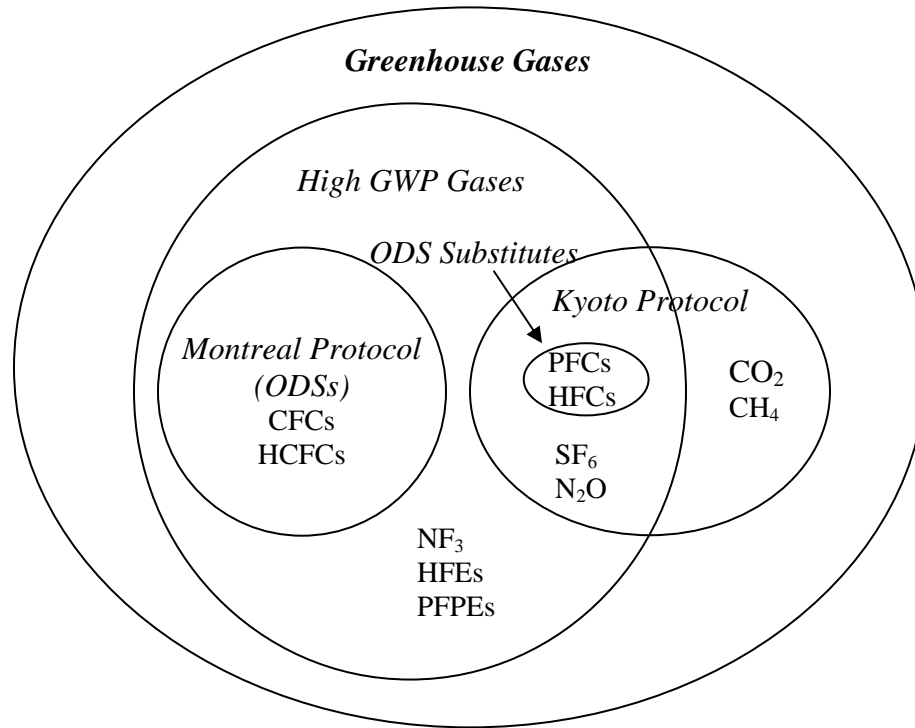 Greenhouse Gases
High GWP Gases
ODS Substitutes
Kyoto Protocol
Montreal Protocol
(ODSs)
CFCs
HCFCs
PFCs
HFCs
SF₆
N₂O
CO₂
CH₄
NF₃
HFEs
PFPEs